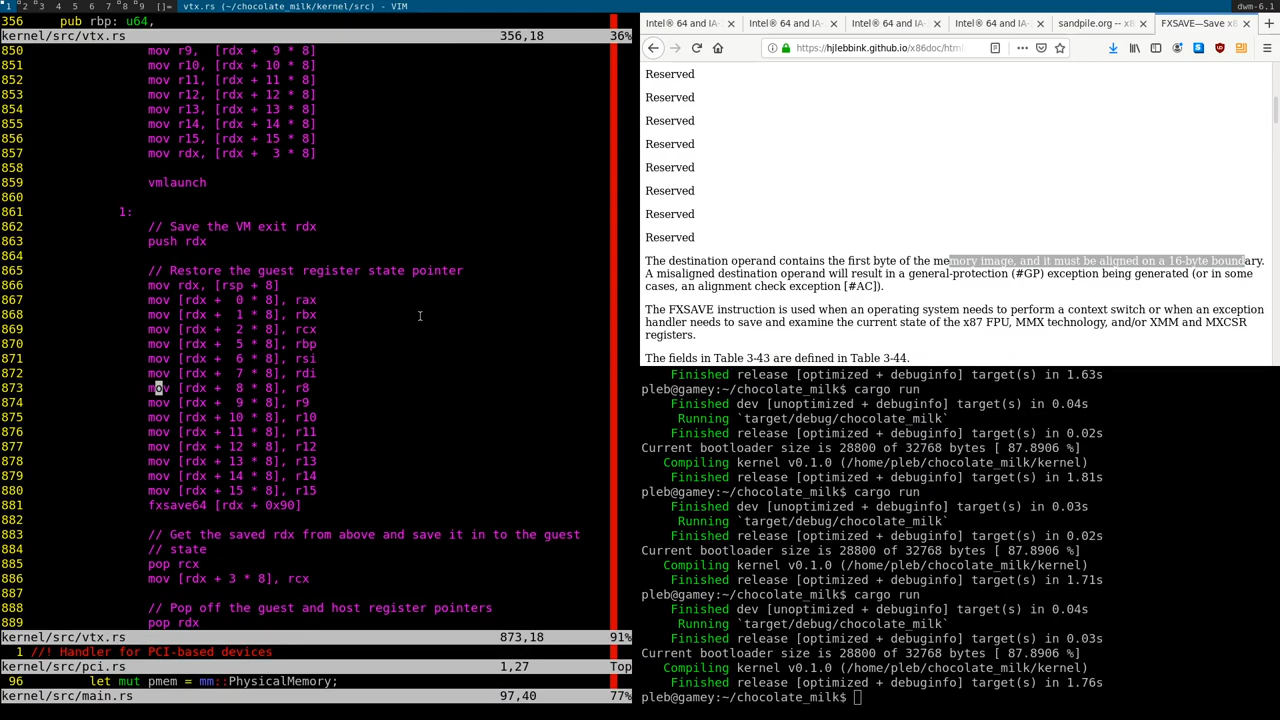 1 2 3 4 5 6 7 8 9 []= vtx.rs (~/chocolate_milk/kernel/src) - VIM
dwm-6.1
356     pub rbp: u64,
kernel/src/vtx.rs 356,18 36%
850 mov r9,  [rdx +  9 * 8]
851 mov r10, [rdx + 10 * 8]
852 mov r11, [rdx + 11 * 8]
853 mov r12, [rdx + 12 * 8]
854 mov r13, [rdx + 13 * 8]
855 mov r14, [rdx + 14 * 8]
856 mov r15, [rdx + 15 * 8]
857 mov rdx, [rdx +  3 * 8]
858
859 vmlaunch
860
861 1:
862 // Save the VM exit rdx
863 push rdx
864
865 // Restore the guest register state pointer
866 mov rdx, [rsp + 8]
867 mov [rdx +  0 * 8], rax
868 mov [rdx +  1 * 8], rbx
869 mov [rdx +  2 * 8], rcx
870 mov [rdx +  5 * 8], rbp
871 mov [rdx +  6 * 8], rsi
872 mov [rdx +  7 * 8], rdi
873 mov [rdx +  8 * 8], r8
874 mov [rdx +  9 * 8], r9
875 mov [rdx + 10 * 8], r10
876 mov [rdx + 11 * 8], r11
877 mov [rdx + 12 * 8], r12
878 mov [rdx + 13 * 8], r13
879 mov [rdx + 14 * 8], r14
880 mov [rdx + 15 * 8], r15
881 fxsave64 [rdx + 0x90]
882
883 // Get the saved rdx from above and save it in to the guest
884 // state
885 pop rcx
886 mov [rdx + 3 * 8], rcx
887
888 // Pop off the guest and host register pointers
889 pop rdx
kernel/src/vtx.rs 873,18 91%
1 //! Handler for PCI-based devices
kernel/src/pci.rs 1,27 Top
96 let mut pmem = mm::PhysicalMemory;
kernel/src/main.rs 97,40 77%
Intel® 64 and IA- Intel® 64 and IA- Intel® 64 and IA- Intel® 64 and IA- sandpile.org -- x8 FXSAVE—Save x8
https://hjlebbink.github.io/x86doc/html
Reserved
Reserved
Reserved
Reserved
Reserved
Reserved
Reserved
Reserved
The destination operand contains the first byte of the memory image, and it must be aligned on a 16-byte boundary.
A misaligned destination operand will result in a general-protection (#GP) exception being generated (or in some
cases, an alignment check exception [#AC]).
The FXSAVE instruction is used when an operating system needs to perform a context switch or when an exception
handler needs to save and examine the current state of the x87 FPU, MMX technology, and/or XMM and MXCSR
registers.
The fields in Table 3-43 are defined in Table 3-44.
Finished release [optimized + debuginfo] target(s) in 1.63s
pleb@gamey:~/chocolate_milk$ cargo run
Finished dev [unoptimized + debuginfo] target(s) in 0.04s
Running `target/debug/chocolate_milk`
Finished release [optimized + debuginfo] target(s) in 0.02s
Current bootloader size is 28800 of 32768 bytes [ 87.8906 %]
Compiling kernel v0.1.0 (/home/pleb/chocolate_milk/kernel)
Finished release [optimized + debuginfo] target(s) in 1.81s
pleb@gamey:~/chocolate_milk$ cargo run
Finished dev [unoptimized + debuginfo] target(s) in 0.03s
Running `target/debug/chocolate_milk`
Finished release [optimized + debuginfo] target(s) in 0.02s
Current bootloader size is 28800 of 32768 bytes [ 87.8906 %]
Compiling kernel v0.1.0 (/home/pleb/chocolate_milk/kernel)
Finished release [optimized + debuginfo] target(s) in 1.71s
pleb@gamey:~/chocolate_milk$ cargo run
Finished dev [unoptimized + debuginfo] target(s) in 0.04s
Running `target/debug/chocolate_milk`
Finished release [optimized + debuginfo] target(s) in 0.03s
Current bootloader size is 28800 of 32768 bytes [ 87.8906 %]
Compiling kernel v0.1.0 (/home/pleb/chocolate_milk/kernel)
Finished release [optimized + debuginfo] target(s) in 1.76s
pleb@gamey:~/chocolate_milk$